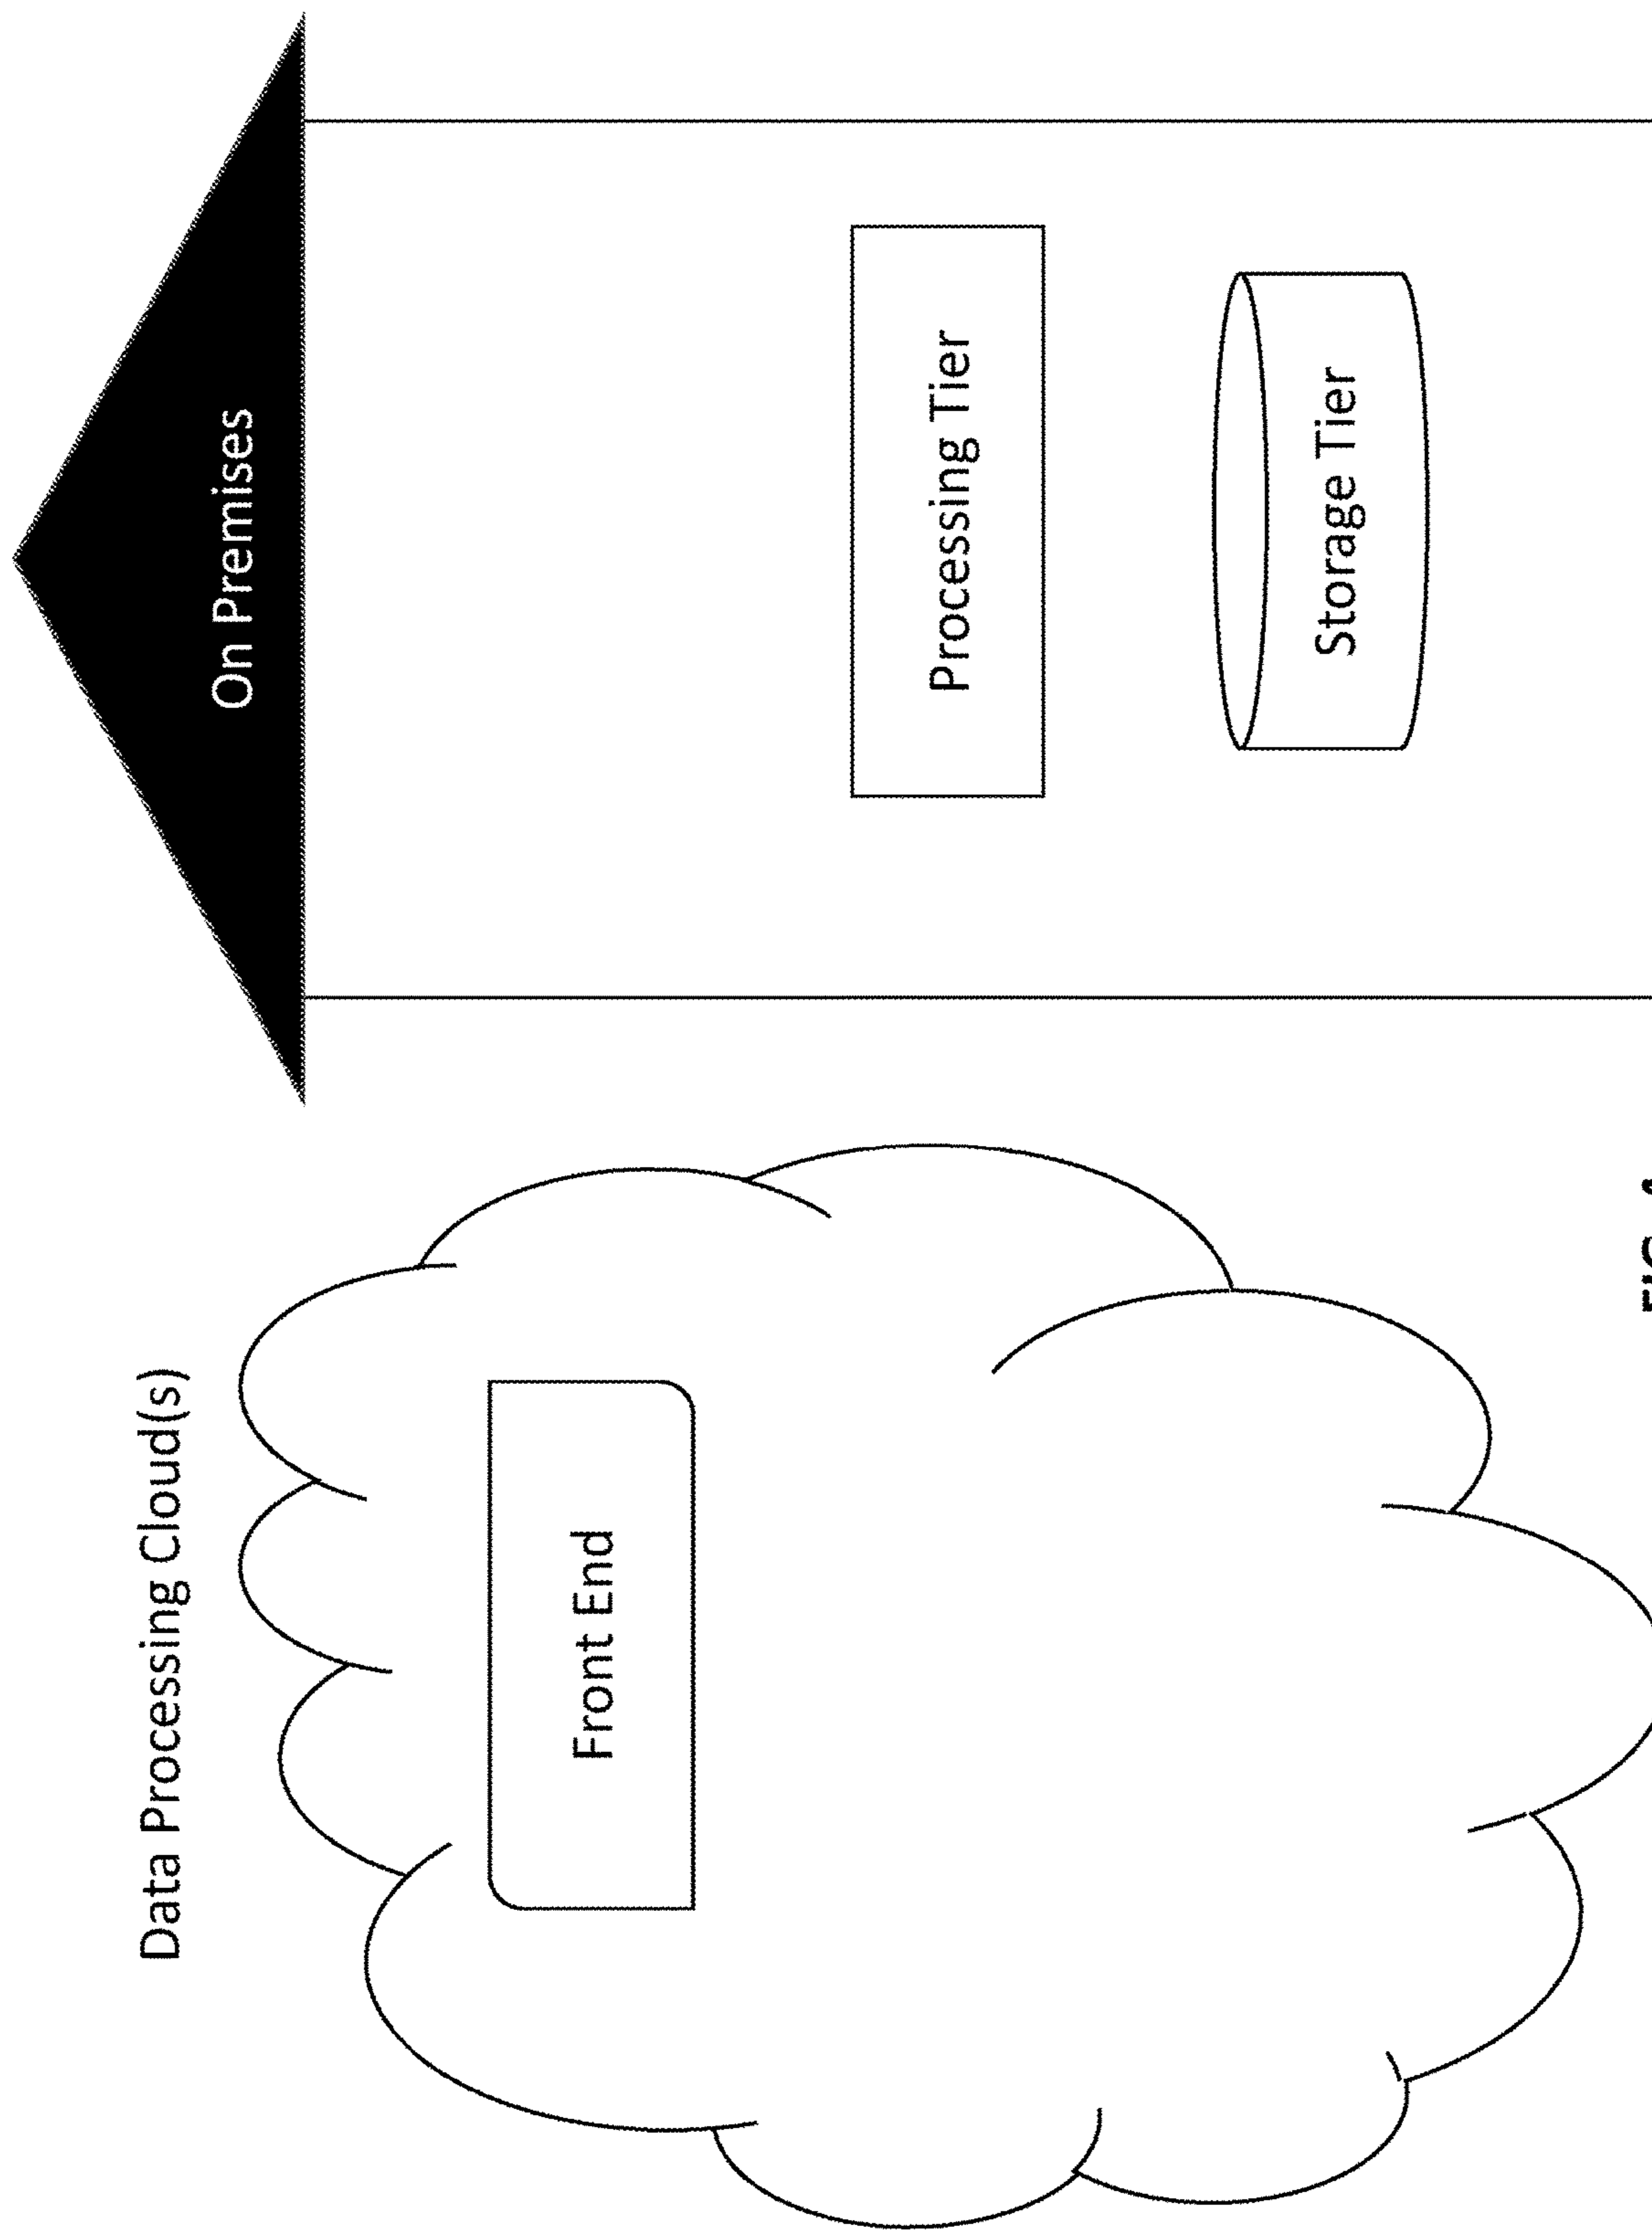 Data Processing Cloud(s)
On Premises
Front End
Processing Tier
Storage Tier